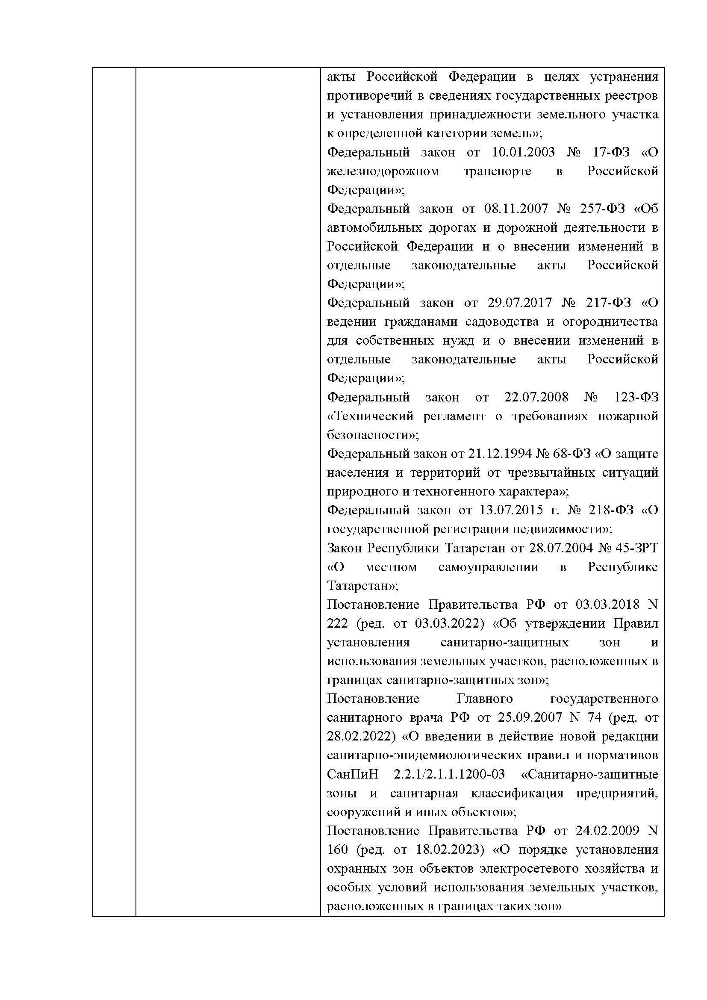 акты Российской Федерации в целях устранения
противоречий в сведениях государственных реестров
и установления принадлежности земельного участка
к определенной категории земель»;
Федеральный закон от 10.01.2003 № 17-ФЗ «О
железнодорожном транспорте в Российской
Федерации»;
Федеральный закон от 08.11.2007 № 257-ФЗ «Об
автомобильных дорогах и дорожной деятельности в
Российской Федерации и о внесении изменений в
отдельные законодательные акты Российской
Федерации»;
Федеральный закон от 29.07.2017 № 217-ФЗ «О
ведении гражданами садоводства и огородничества
для собственных нужд и о внесении изменений в
отдельные законодательные акты Российской
Федерации»;
Федеральный закон от 22.07.2008 № 123-ФЗ
«Технический регламент о требованиях пожарной
безопасности»;
Федеральный закон от 21.12.1994 № 68-ФЗ «О защите
населения и территорий от чрезвычайных ситуаций
природного и техногенного характера»;
Федеральный закон от 13.07.2015 г. № 218-ФЗ «О
государственной регистрации недвижимости»;
Закон Республики Татарстан от 28.07.2004 № 45-ЗРТ
«О местном самоуправлении в Республике
Татарстан»;
Постановление Правительства РФ от 03.03.2018 N
222 (ред. от 03.03.2022) «Об утверждении Правил
установления санитарно-защитных зон и
использования земельных участков, расположенных в
границах санитарно-защитных зон»;
Постановление Главного государственного
санитарного врача РФ от 25.09.2007 N 74 (ред. от
28.02.2022) «О введении в действие новой редакции
санитарно-эпидемиологических правил и нормативов
СанПиН 2.2.1/2.1.1.1200-03 «Санитарно-защитные
зоны и санитарная классификация предприятий,
сооружений и иных объектов»;
Постановление Правительства РФ от 24.02.2009 N
160 (ред. от 18.02.2023) «О порядке установления
охранных зон объектов электросетевого хозяйства и
особых условий использования земельных участков,
расположенных в границах таких зон»